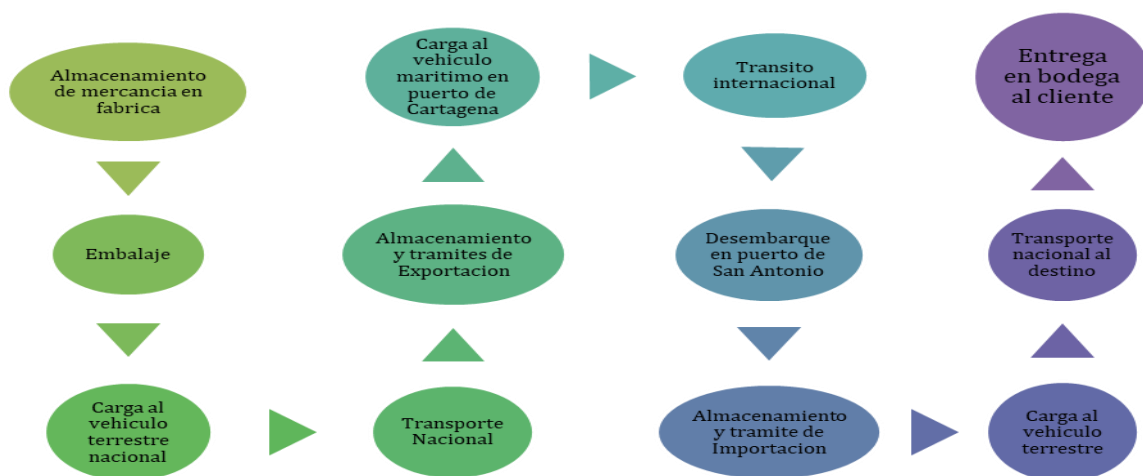 Almacenamiento
de mercancia en
fabrica
Embalaje
Carga al
vehiculo
terrestre
nacional
Transporte
Nacional
Almacenamiento
y tramites de
Exportacion
Carga al
vehiculo
maritimo en
puerto de
Cartagena
Transito
internacional
Desembarque
en puerto de
San Antonio
Almacenamiento
y tramite de
Importacion
Carga al
vehiculo
terrestre
Transporte
nacional al
destino
Entrega
en bodega
al cliente